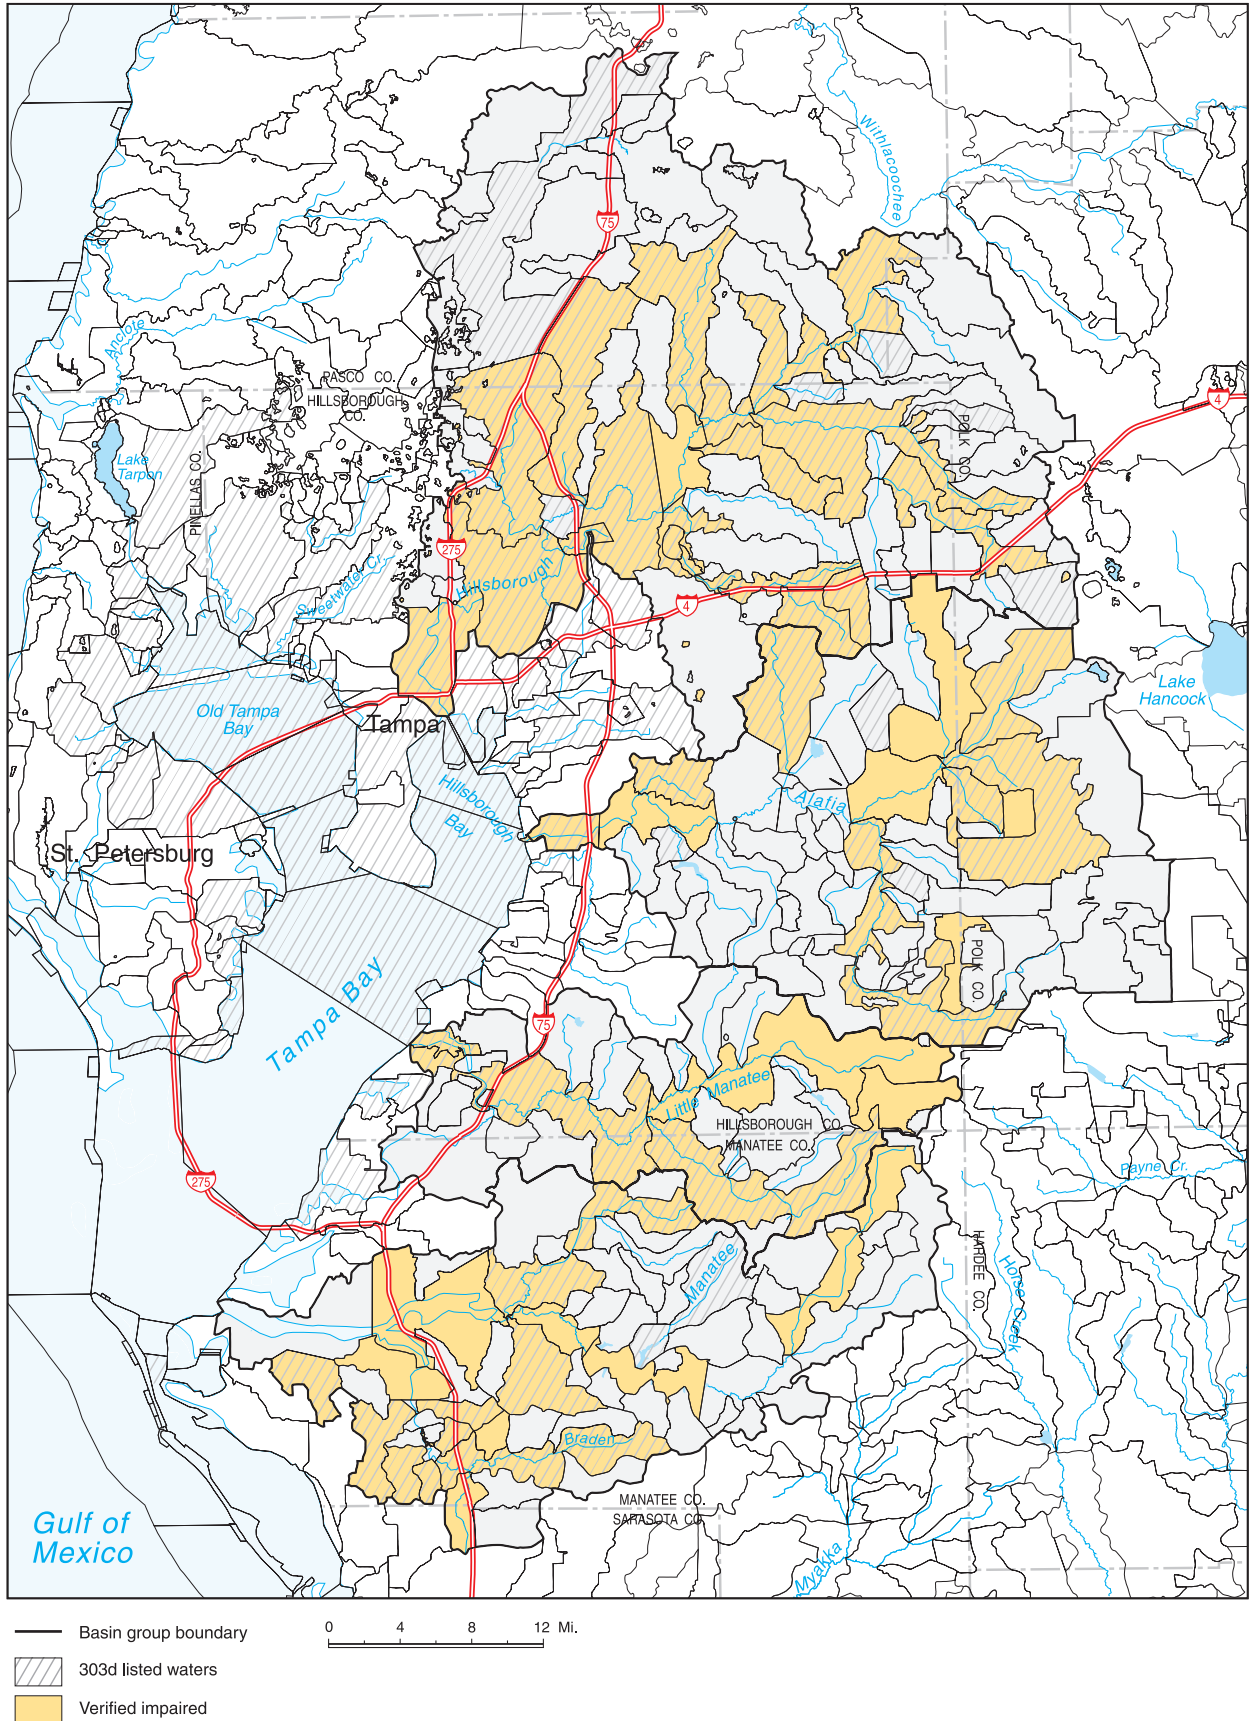 Withlacoochee
75
Anclote
PASCO CO.
HILLSBOROUGH
CO.
4
POLK CO.
Lake
Tarpon
PINELLAS CO.
275
Sweetwater Cr.
Hillsborough
4
Lake
Hancock
Old Tampa
Bay
Tampa
Hillsborough
Bay
Alafia
St. Petersburg
POLK CO.
Tampa Bay
75
Little Manatee
HILLSBOROUGH CO.
MANATEE CO.
Payne Cr.
275
HARDEE CO.
Horse Creek
Manatee
Braden
MANATEE CO.
SARASOTA CO.
Gulf of
Mexico
Myakka
Basin group boundary
0 4 8 12 Mi.
303d listed waters
Verified impaired